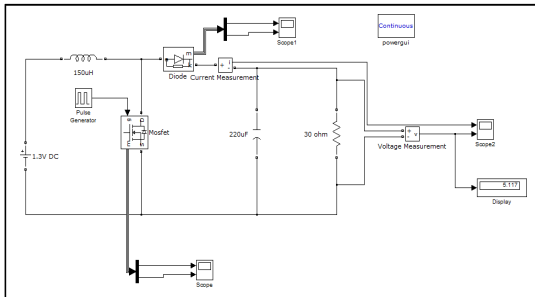 Continuous
powergui
Scope1
150uH
Diode
Current Measurement
Pulse
Generator
Mosfet
1.3V DC
220uF
30 ohm
Voltage Measurement
Scope2
Display
Scope